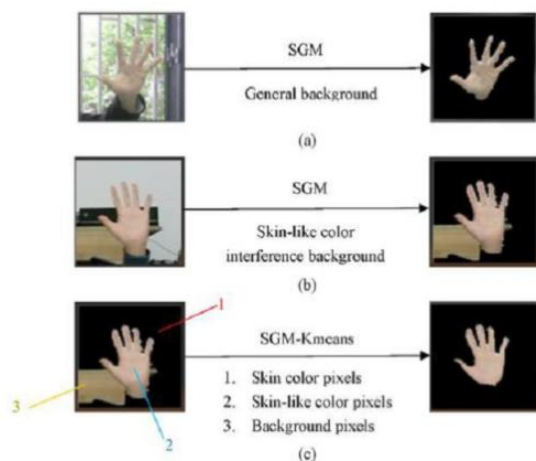 SGM
General background
(a)
SGM
Skin-like color
interference background
(b)
1
SGM-Kmeans
1. Skin color pixels
3
2. Skin-like color pixels
2
3. Background pixels
(c)